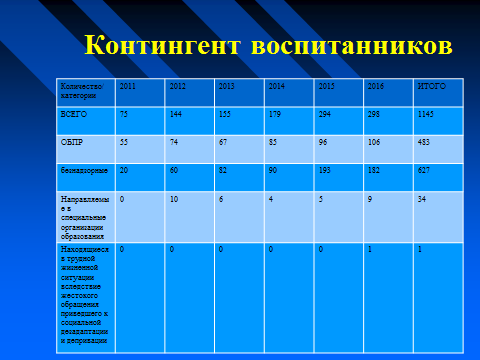 Контингент воспитанников
Количество/ 2011 2012 2013 2014 2015 2016 ИТОГО
категории
ВСЕГО 75 144 155 179 294 298 1145
ОБПР 55 74 67 85 96 106 483
безнадзорные 20 60 82 90 193 182 627
Направляемы 0 10 6 4 5 9 34
е в
специальные
организации
образования
Находящиеся 0 0 0 0 0 1 1
в трудной
жизненной
ситуации
вследствие
жестокого
обращения
приведшего к
социальной
дезадаптации
и депривации